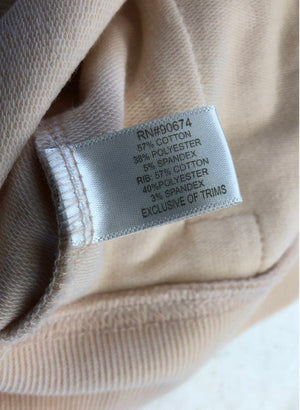 RN#90674
57% COTTON
38% POLYESTER
5% SPANDEX
RIB: 57% COTTON
40%POLYESTER
3% SPANDEX
EXCLUSIVE OF TRIMS